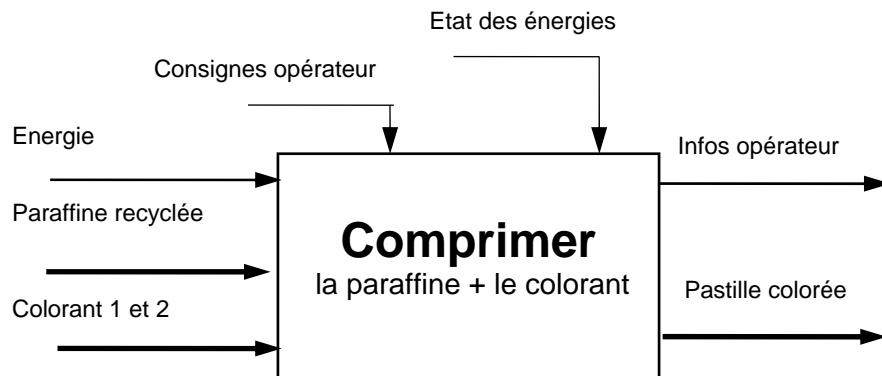 Etat des énergies
Consignes opérateur
Energie
Infos opérateur
Paraffine recyclée
Comprimer
la paraffine + le colorant
Colorant 1 et 2
Pastille colorée